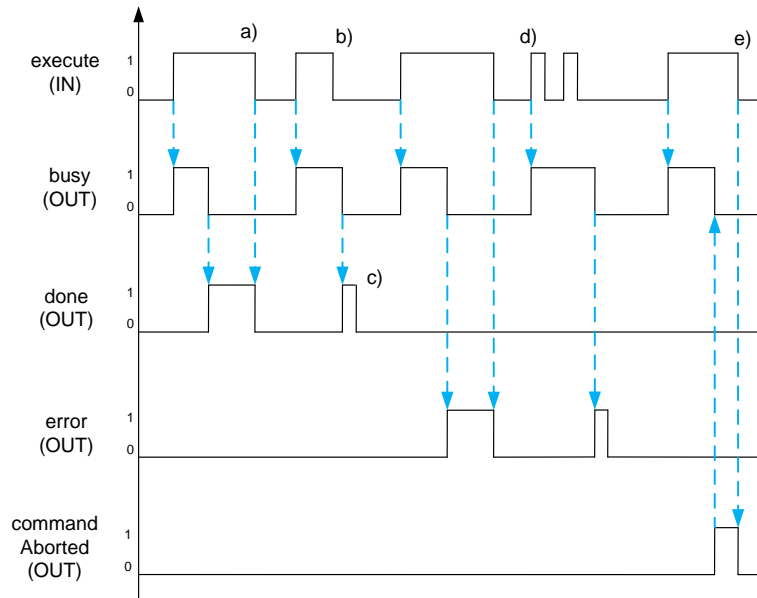 a)
b)
d)
e)
execute
(IN)
1
0
busy
(OUT)
1
0
c)
done
(OUT)
1
0
error
(OUT)
1
0
command
Aborted
(OUT)
1
0